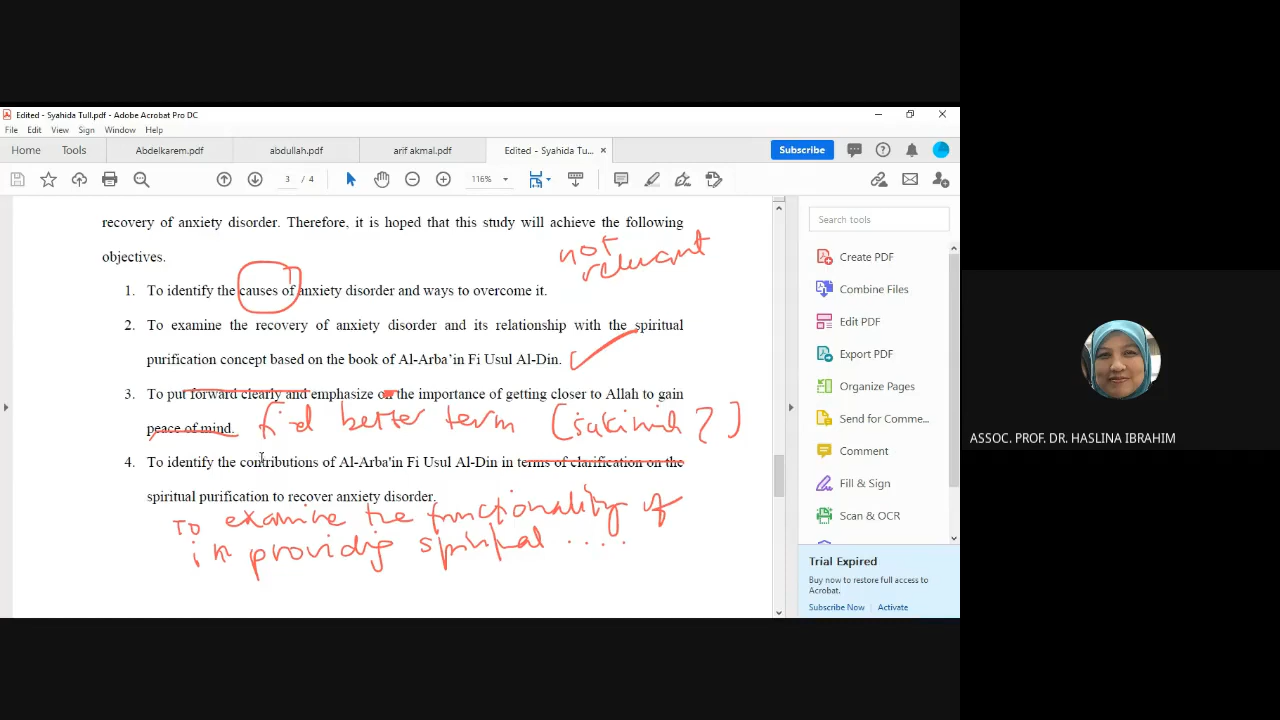 Edited - Syahida Tull.pdf - Adobe Acrobat Pro DC
File Edit View Sign Window Help
Home Tools Abdelkarem.pdf abdullah.pdf arif akmal.pdf Edited - Syahida Tu... × Subscribe
3 / 4 116%
recovery of anxiety disorder. Therefore, it is hoped that this study will achieve the following
objectives.
not
relevant
1. To identify the causes of anxiety disorder and ways to overcome it.
2. To examine the recovery of anxiety disorder and its relationship with the spiritual
purification concept based on the book of Al-Arba'in Fi Usul Al-Din.
3. To put forward clearly and emphasize on the importance of getting closer to Allah to gain
peace of mind. find better term (sakinah ?)
4. To identify the contributions of Al-Arba'in Fi Usul Al-Din in terms of clarification on the
spiritual purification to recover anxiety disorder.
To examine the functionality of
in providing spiritual ....
Search tools
Create PDF
Combine Files
Edit PDF
Export PDF
Organize Pages
Send for Comme...
Comment
Fill & Sign
Scan & OCR
Trial Expired
Buy now to restore full access to
Acrobat.
Subscribe Now Activate
ASSOC. PROF. DR. HASLINA IBRAHIM